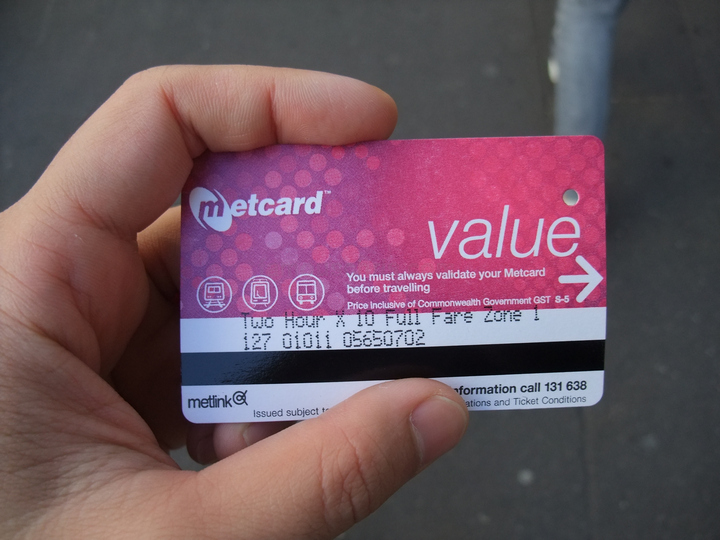 metcard™
value
You must always validate your Metcard
before travelling
Price Inclusive of Commonwealth Government GST S-5
Two Hour X 10 Full Fare Zone 1
127 01011 05650702
metlink
nformation call 131 638
Issued subject
ations and Ticket Conditions